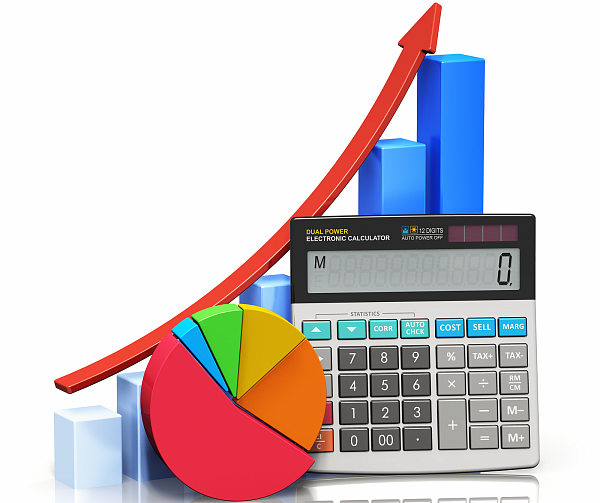 DUAL POWER
ELECTRONIC CALCULATOR
12 DIGITS
AUTO POWER OFF
M 0,
STATISTICS
CORR AUTO CHCK COST SELL MARG
7 8 9 % TAX+ TAX-
4 5 6 × ÷ RM CM
1 2 3 + − M−
C 0 00 · = M+